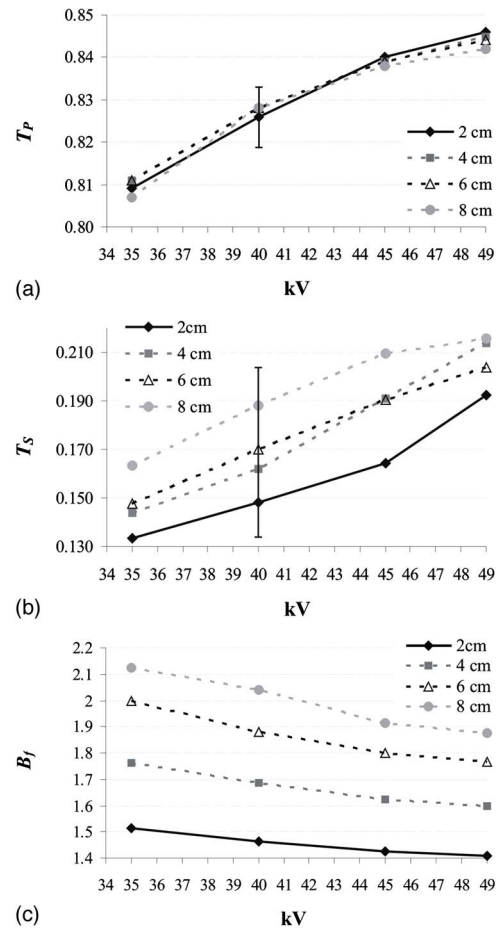 0.85
0.84
0.83
0.82
0.81
0.80
T_P
2 cm
4 cm
6 cm
8 cm
34 35 36 37 38 39 40 41 42 43 44 45 46 47 48 49
(a)
kV
2cm
4 cm
6 cm
8 cm
0.210
0.190
0.170
0.150
0.130
T_S
34 35 36 37 38 39 40 41 42 43 44 45 46 47 48 49
(b)
kV
2.2
2.1
2
1.9
1.8
1.7
1.6
1.5
1.4
B_f
2cm
4 cm
6 cm
8 cm
34 35 36 37 38 39 40 41 42 43 44 45 46 47 48 49
(c)
kV